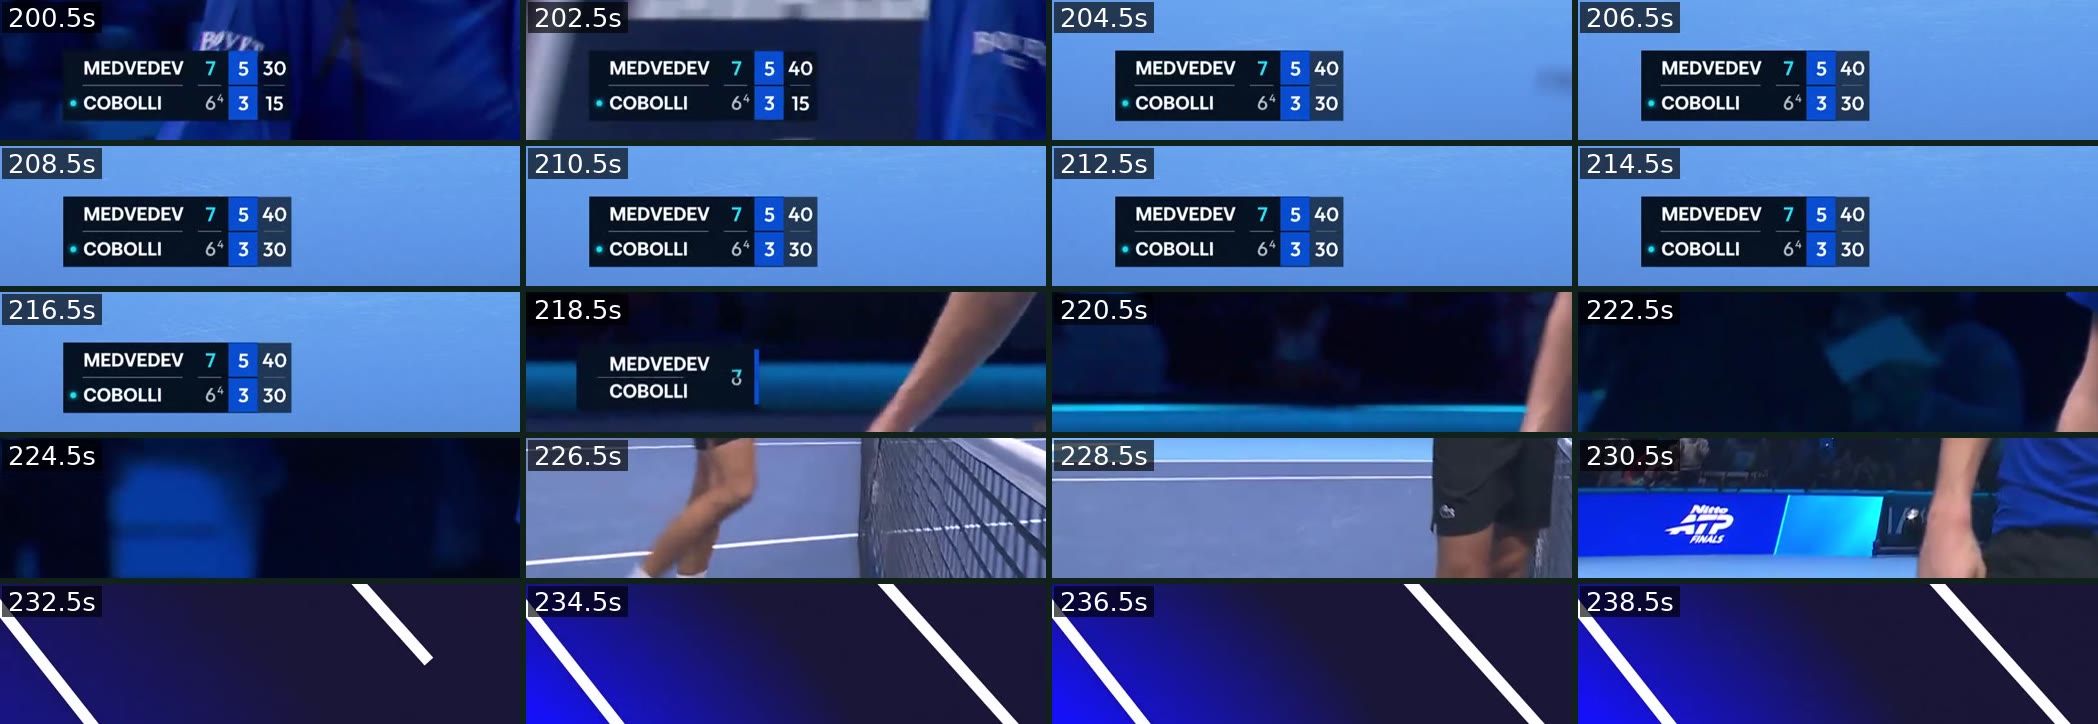 200.5s
MEDVEDEV 7 5 30
COBOLLI 6⁴ 3 15
202.5s
MEDVEDEV 7 5 40
COBOLLI 6⁴ 3 15
204.5s
MEDVEDEV 7 5 40
COBOLLI 6⁴ 3 30
206.5s
MEDVEDEV 7 5 40
COBOLLI 6⁴ 3 30
208.5s
MEDVEDEV 7 5 40
COBOLLI 6⁴ 3 30
210.5s
MEDVEDEV 7 5 40
COBOLLI 6⁴ 3 30
212.5s
MEDVEDEV 7 5 40
COBOLLI 6⁴ 3 30
214.5s
MEDVEDEV 7 5 40
COBOLLI 6⁴ 3 30
216.5s
MEDVEDEV 7 5 40
COBOLLI 6⁴ 3 30
218.5s
MEDVEDEV
COBOLLI
220.5s
222.5s
224.5s
226.5s
228.5s
230.5s
Nitto
ATP
FINALS
232.5s
234.5s
236.5s
238.5s